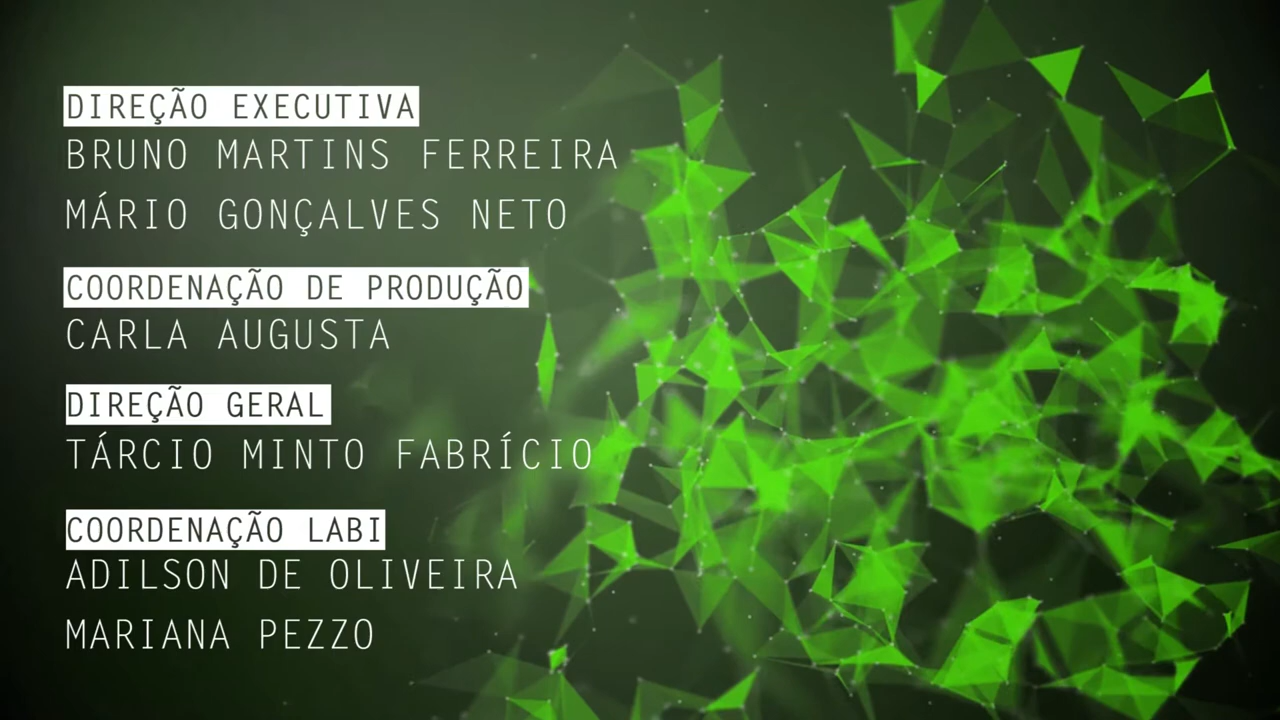 DIREÇÃO EXECUTIVA
BRUNO MARTINS FERREIRA
MÁRIO GONÇALVES NETO
COORDENAÇÃO DE PRODUÇÃO
CARLA AUGUSTA
DIREÇÃO GERAL
TÁRCIO MINTO FABRÍCIO
COORDENAÇÃO LABI
ADILSON DE OLIVEIRA
MARIANA PEZZO